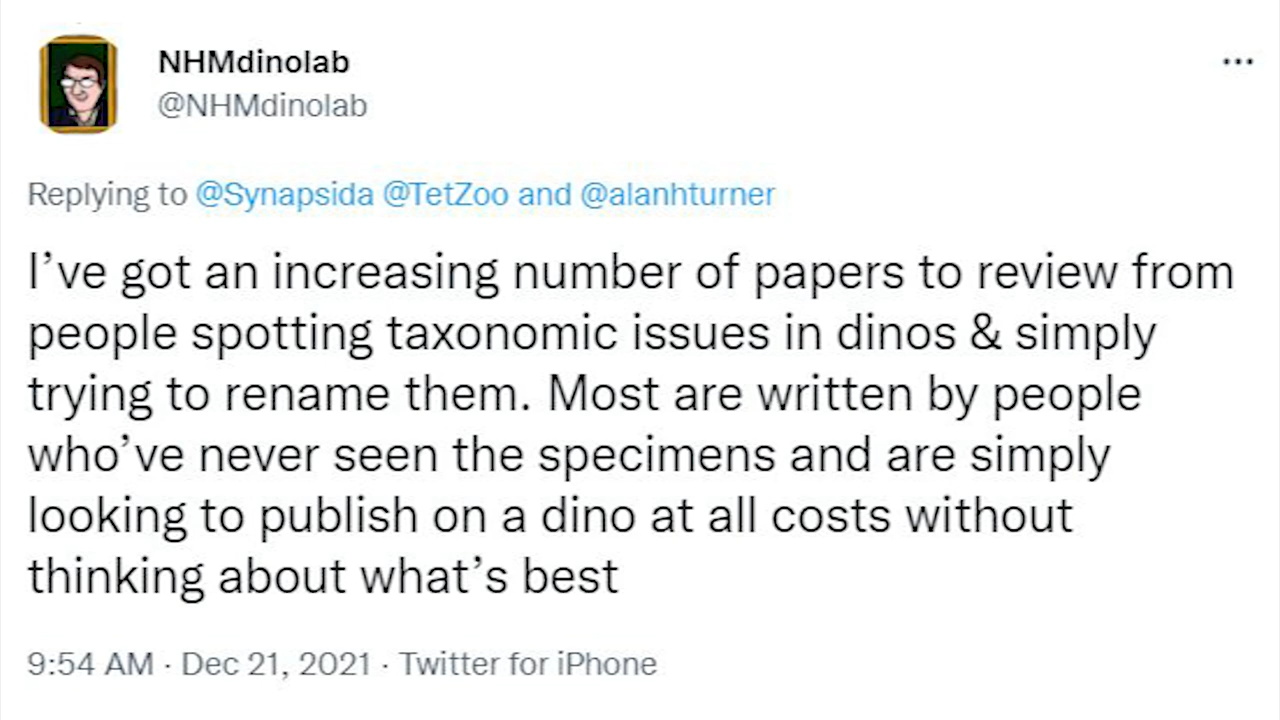 NHMdinolab
@NHMdinolab
Replying to @Synapsida @TetZoo and @alanhturner
I’ve got an increasing number of papers to review from
people spotting taxonomic issues in dinos & simply
trying to rename them. Most are written by people
who’ve never seen the specimens and are simply
looking to publish on a dino at all costs without
thinking about what’s best
9:54 AM · Dec 21, 2021 · Twitter for iPhone